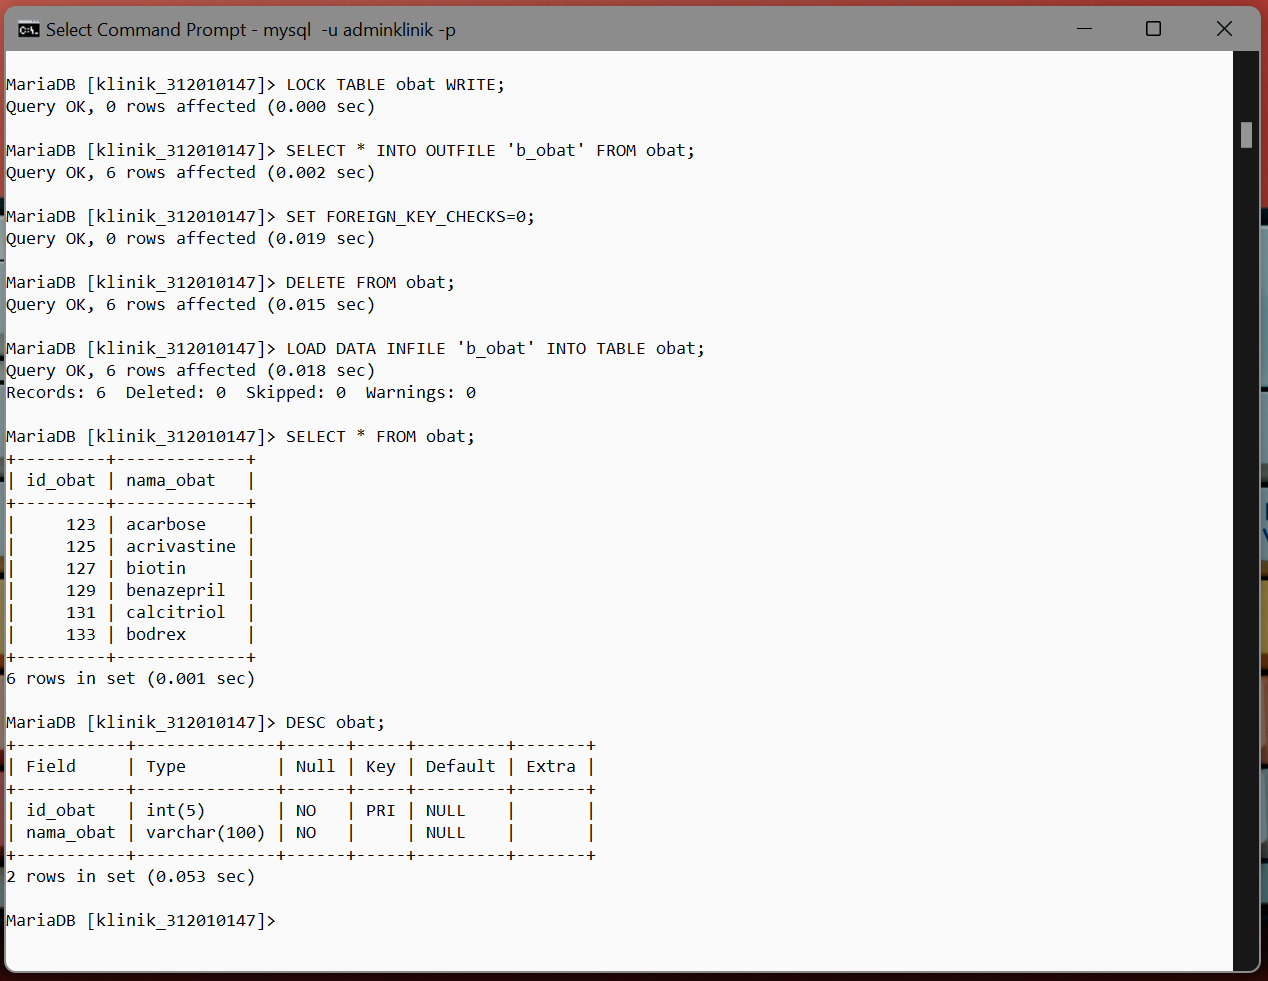 Select Command Prompt - mysql  -u adminklinik -p
MariaDB [klinik_312010147]> LOCK TABLE obat WRITE;
Query OK, 0 rows affected (0.000 sec)

MariaDB [klinik_312010147]> SELECT * INTO OUTFILE 'b_obat' FROM obat;
Query OK, 6 rows affected (0.002 sec)

MariaDB [klinik_312010147]> SET FOREIGN_KEY_CHECKS=0;
Query OK, 0 rows affected (0.019 sec)

MariaDB [klinik_312010147]> DELETE FROM obat;
Query OK, 6 rows affected (0.015 sec)

MariaDB [klinik_312010147]> LOAD DATA INFILE 'b_obat' INTO TABLE obat;
Query OK, 6 rows affected (0.018 sec)
Records: 6  Deleted: 0  Skipped: 0  Warnings: 0

MariaDB [klinik_312010147]> SELECT * FROM obat;
+---------+-------------+
| id_obat | nama_obat   |
+---------+-------------+
|     123 | acarbose    |
|     125 | acrivastine |
|     127 | biotin      |
|     129 | benazepril  |
|     131 | calcitriol  |
|     133 | bodrex      |
+---------+-------------+
6 rows in set (0.001 sec)

MariaDB [klinik_312010147]> DESC obat;
+-----------+--------------+------+-----+---------+-------+
| Field     | Type         | Null | Key | Default | Extra |
+-----------+--------------+------+-----+---------+-------+
| id_obat   | int(5)       | NO   | PRI | NULL    |       |
| nama_obat | varchar(100) | NO   |     | NULL    |       |
+-----------+--------------+------+-----+---------+-------+
2 rows in set (0.053 sec)

MariaDB [klinik_312010147]>